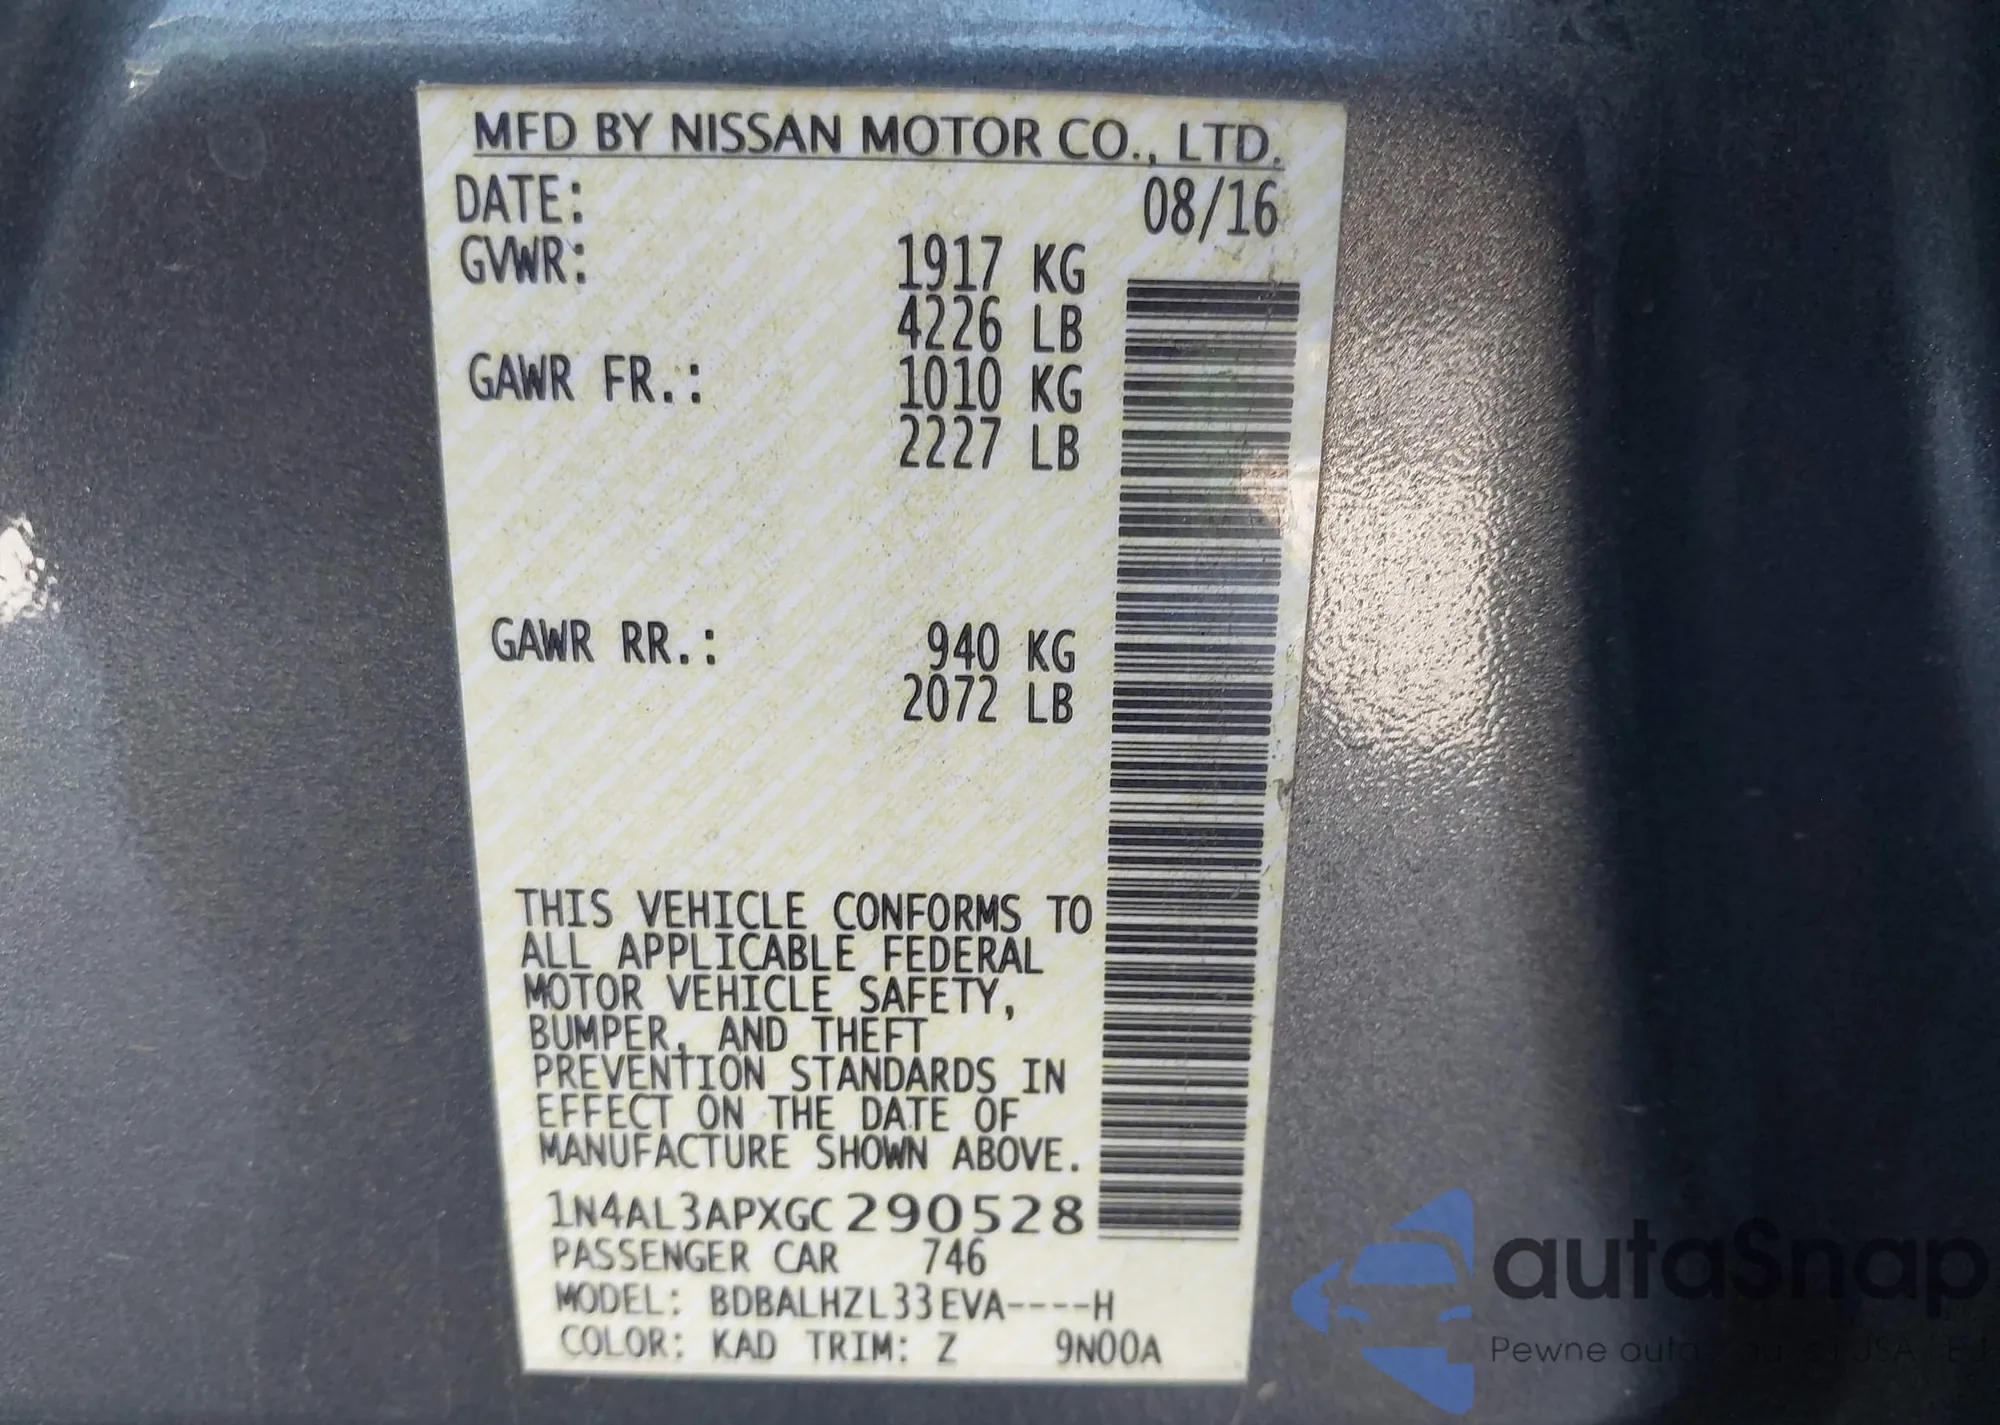 MFD BY NISSAN MOTOR CO., LTD.
DATE: 08/16
GVWR: 1917 KG
4226 LB
GAWR FR.: 1010 KG
2227 LB
GAWR RR.: 940 KG
2072 LB
THIS VEHICLE CONFORMS TO
ALL APPLICABLE FEDERAL
MOTOR VEHICLE SAFETY,
BUMPER, AND THEFT
PREVENTION STANDARDS IN
EFFECT ON THE DATE OF
MANUFACTURE SHOWN ABOVE.
1N4AL3APXGC290528
PASSENGER CAR 746
MODEL: BDBALHZL33EVA----H
COLOR: KAD TRIM: Z 9N00A
autaSnap
Pewne auta